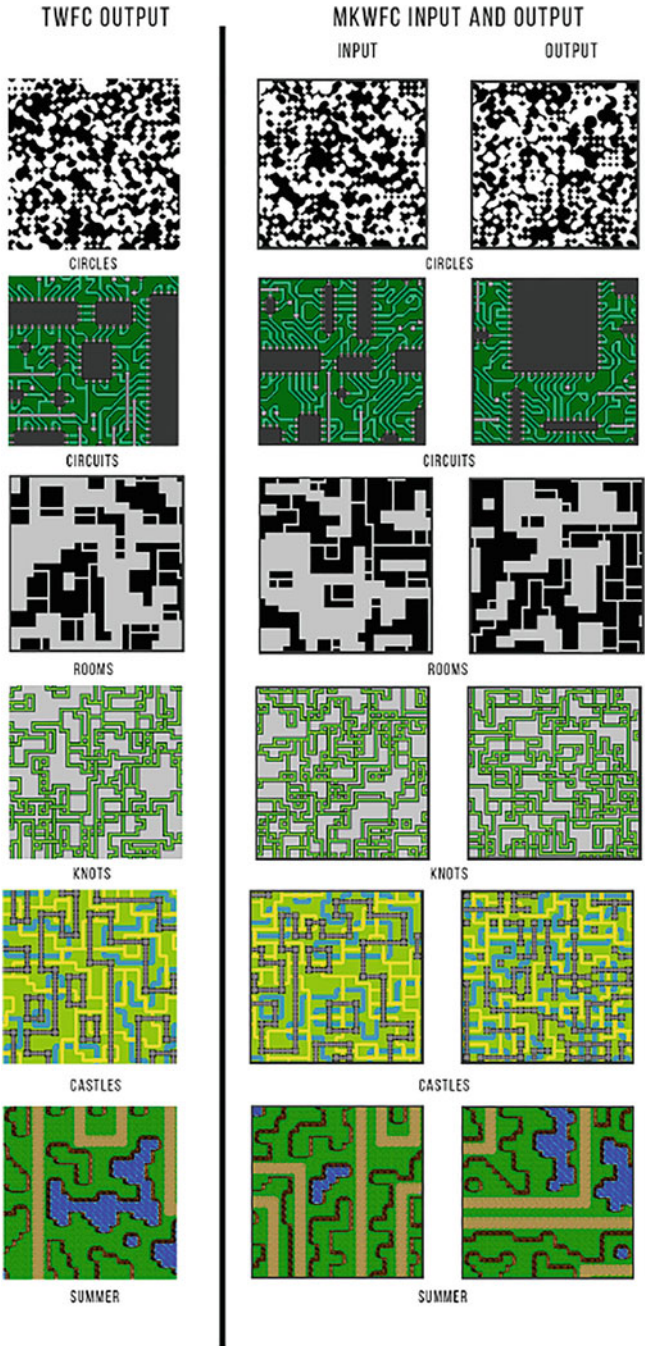 TWFC OUTPUT
MKWFC INPUT AND OUTPUT
INPUT
OUTPUT
CIRCLES
CIRCLES
CIRCUITS
CIRCUITS
ROOMS
ROOMS
KNOTS
KNOTS
CASTLES
CASTLES
SUMMER
SUMMER